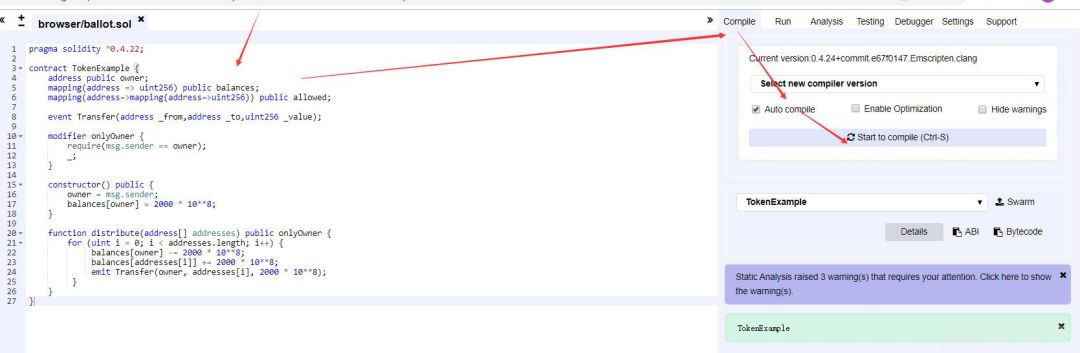 browser/ballot.sol
1 pragma solidity ^0.4.22;
2
3 contract TokenExample {
4 address public owner;
5 mapping(address => uint256) public balances;
6 mapping(address=>mapping(address=>uint256)) public allowed;
7
8 event Transfer(address _from,address _to,uint256 _value);
9
10 modifier onlyOwner {
11 require(msg.sender == owner);
12 _;
13 }
14
15 constructor() public {
16 owner = msg.sender;
17 balances[owner] = 2000 * 10**8;
18 }
19
20 function distribute(address[] addresses) public onlyOwner {
21 for (uint i = 0; i < addresses.length; i++) {
22 balances[owner] -= 2000 * 10**8;
23 balances[addresses[i]] += 2000 * 10**8;
24 emit Transfer(owner, addresses[i], 2000 * 10**8);
25 }
26 }
27 }
Compile Run Analysis Testing Debugger Settings Support
Current version:0.4.24+commit.e67f0147.Emscripten.clang
Select new compiler version
Auto compile Enable Optimization Hide warnings
Start to compile (Ctrl-S)
TokenExample Swarm
Details ABI Bytecode
Static Analysis raised 3 warning(s) that requires your attention. Click here to show
the warning(s).
TokenExample